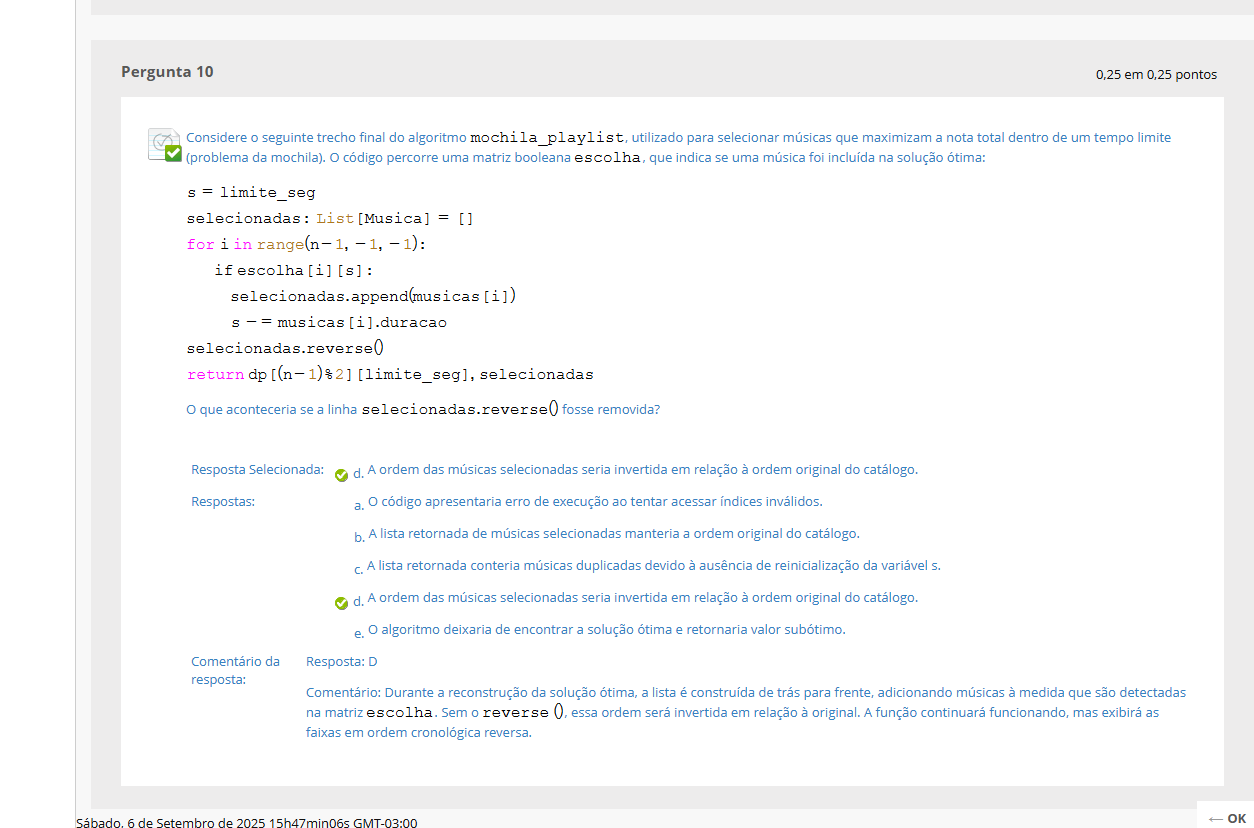 Pergunta 10
0,25 em 0,25 pontos
Considere o seguinte trecho final do algoritmo mochila_playlist, utilizado para selecionar músicas que maximizam a nota total dentro de um tempo limite
(problema da mochila). O código percorre uma matriz booleana escolha, que indica se uma música foi incluída na solução ótima:
s = limite_seg
selecionadas: List[Musica] = []
for i in range(n-1, -1, -1):
if escolha[i][s]:
selecionadas.append(musicas[i])
s -= musicas[i].duracao
selecionadas.reverse()
return dp[(n-1)%2][limite_seg], selecionadas
O que aconteceria se a linha selecionadas.reverse() fosse removida?
Resposta Selecionada: d. A ordem das músicas selecionadas seria invertida em relação à ordem original do catálogo.
Respostas: a. O código apresentaria erro de execução ao tentar acessar índices inválidos.
b. A lista retornada de músicas selecionadas manteria a ordem original do catálogo.
c. A lista retornada conteria músicas duplicadas devido à ausência de reinicialização da variável s.
d. A ordem das músicas selecionadas seria invertida em relação à ordem original do catálogo.
e. O algoritmo deixaria de encontrar a solução ótima e retornaria valor subótimo.
Comentário da
resposta:
Resposta: D
Comentário: Durante a reconstrução da solução ótima, a lista é construída de trás para frente, adicionando músicas à medida que são detectadas
na matriz escolha. Sem o reverse (), essa ordem será invertida em relação à original. A função continuará funcionando, mas exibirá as
faixas em ordem cronológica reversa.
Sábado, 6 de Setembro de 2025 15h47min06s GMT-03:00
← OK